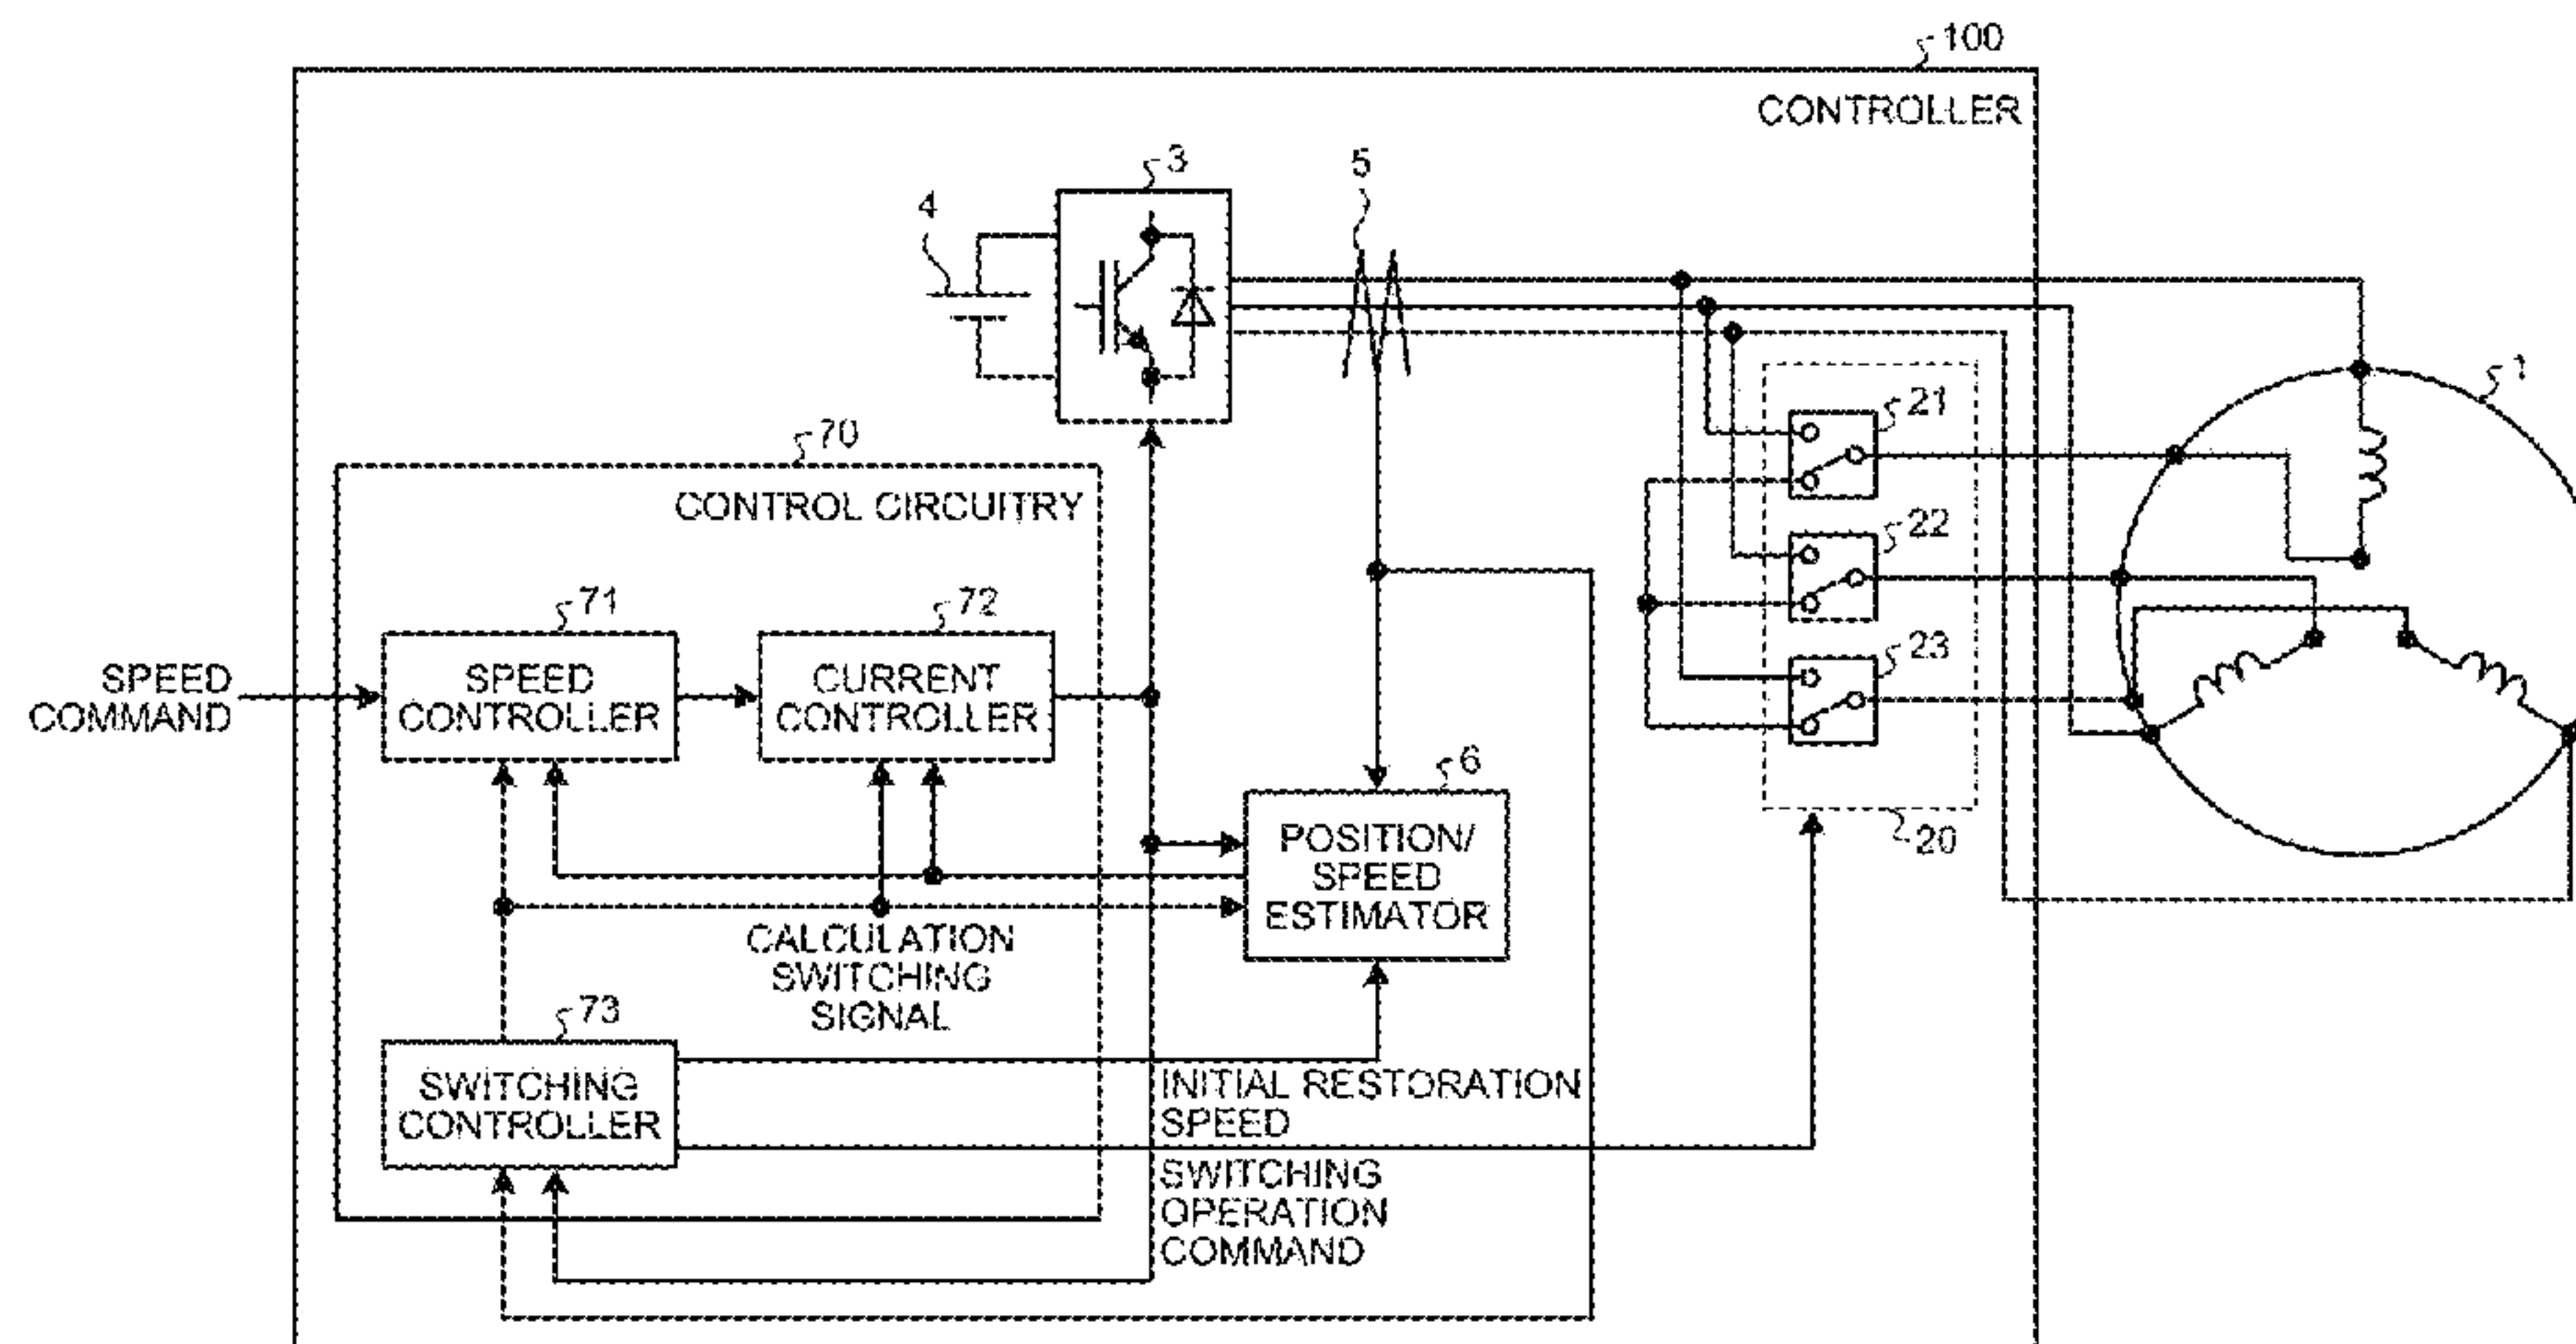 100
CONTROLLER
3
5
4
1
21
70
CONTROL CIRCUITRY
22
71
72
23
SPEED
COMMAND
SPEED
CONTROLLER
CURRENT
CONTROLLER
6
POSITION/
SPEED
ESTIMATOR
20
CALCULATION
SWITCHING
SIGNAL
73
SWITCHING
CONTROLLER
INITIAL RESTORATION
SPEED
SWITCHING
OPERATION
COMMAND